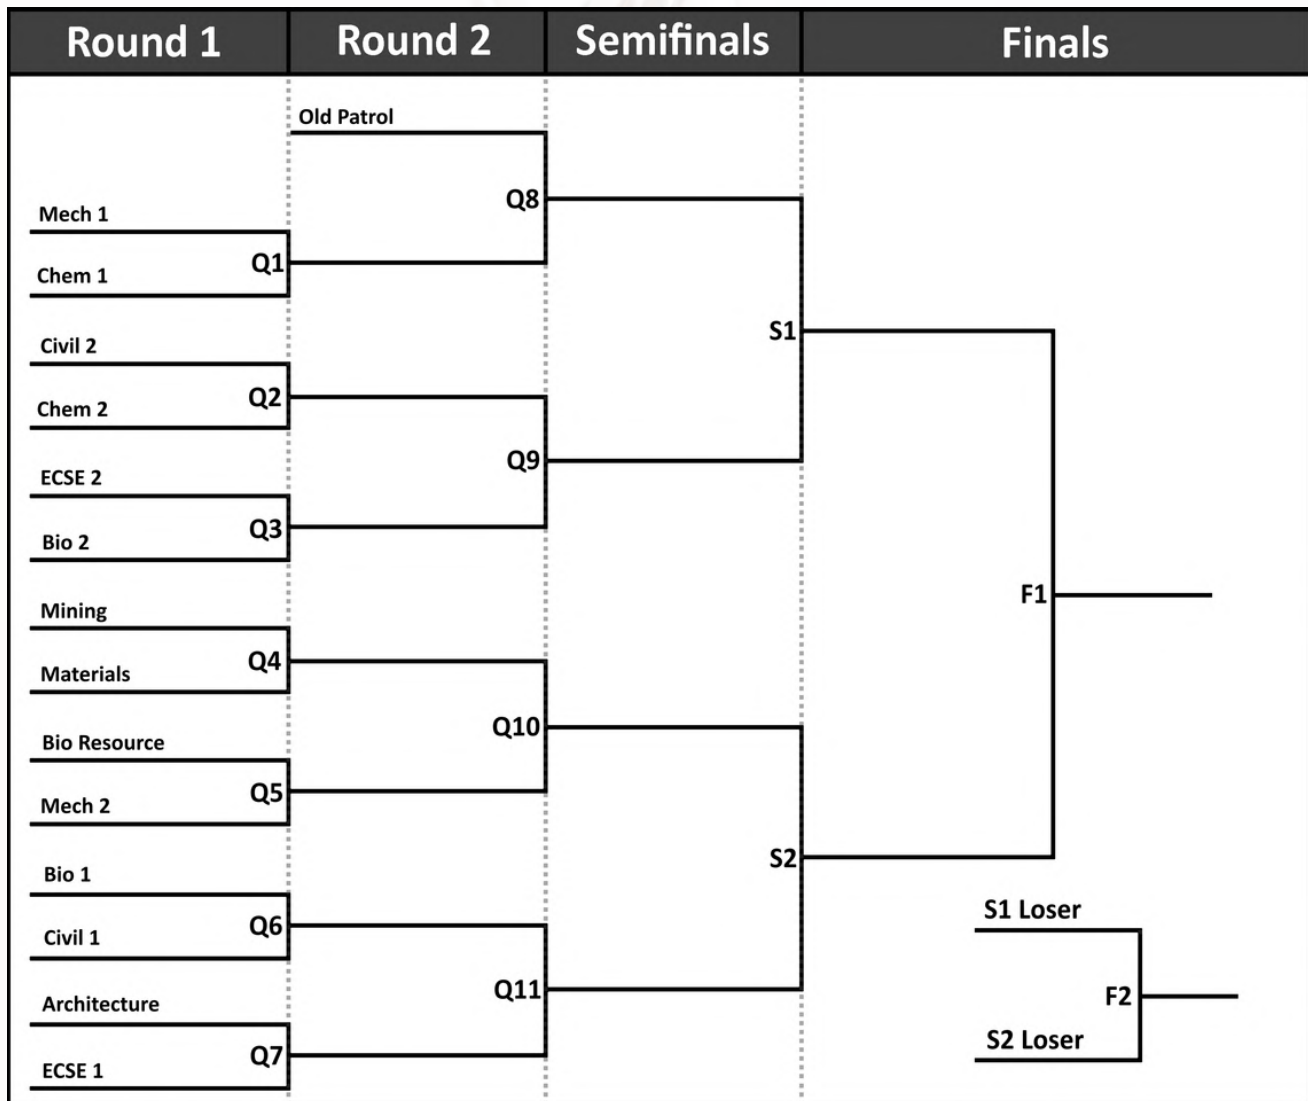 Round 1
Round 2
Semifinals
Finals
Old Patrol
Q8
Mech 1
Q1
Chem 1
S1
Civil 2
Q2
Chem 2
Q9
ECSE 2
Q3
Bio 2
F1
Mining
Q4
Materials
Q10
Bio Resource
Q5
Mech 2
S2
Bio 1
S1 Loser
Q6
Civil 1
Q11
F2
Architecture
S2 Loser
Q7
ECSE 1